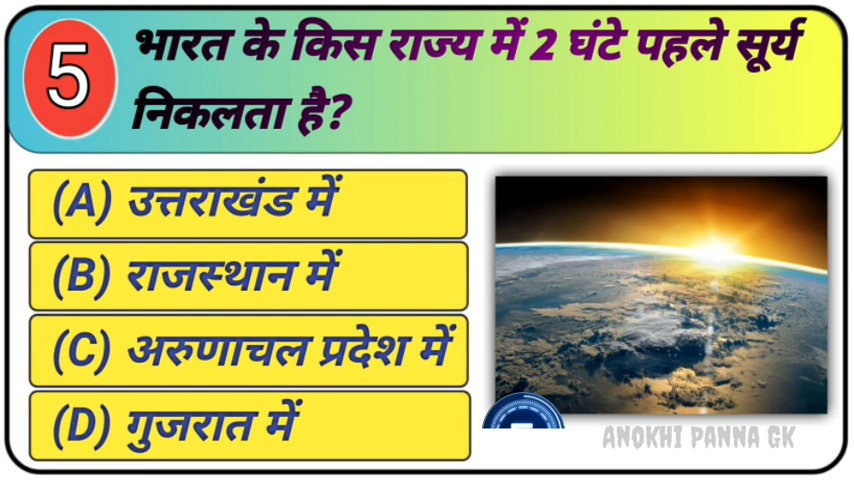 5
भारत के किस राज्य में 2 घंटे पहले सूर्य
निकलता है?
(A) उत्तराखंड में
(B) राजस्थान में
(C) अरुणाचल प्रदेश में
(D) गुजरात में
ANOKHI PANNA GK